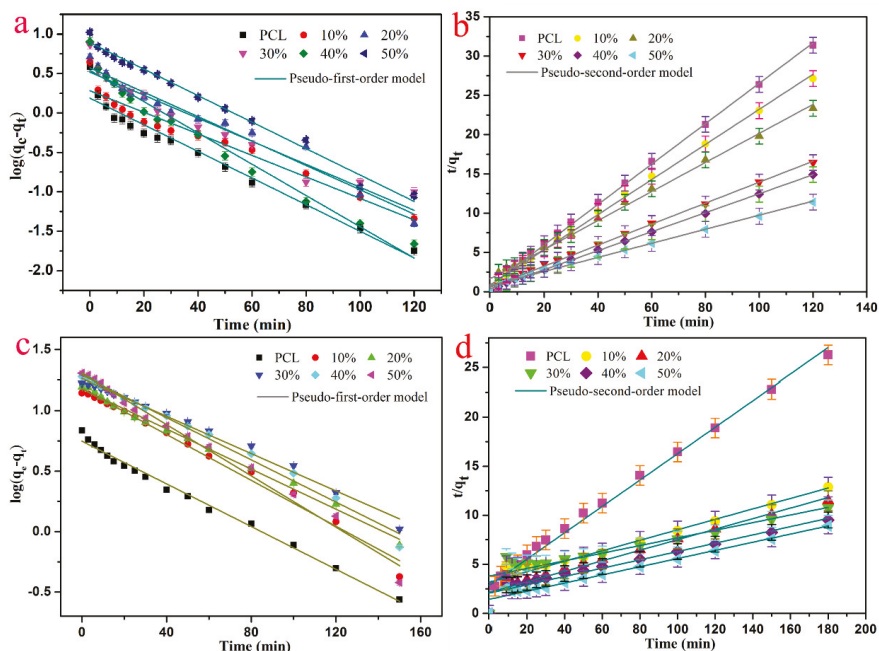 a
PCL 10% 20%
30% 40% 50%
Pseudo-first-order model
log(qe-qt)
1.0
0.5
0.0
-0.5
-1.0
-1.5
-2.0
0 20 40 60 80 100 120
Time (min)
b
PCL 10% 20%
30% 40% 50%
Pseudo-second-order model
t/qt
35
30
25
20
15
10
5
0
0 20 40 60 80 100 120 140
Time (min)
c
PCL 10% 20%
30% 40% 50%
Pseudo-first-order model
log(qe-qt)
1.5
1.0
0.5
0.0
-0.5
0 40 80 120 160
Time (min)
d
PCL 10% 20%
30% 40% 50%
Pseudo-second-order model
t/qt
25
20
15
10
5
0
0 20 40 60 80 100 120 140 160 180 200
Time (min)